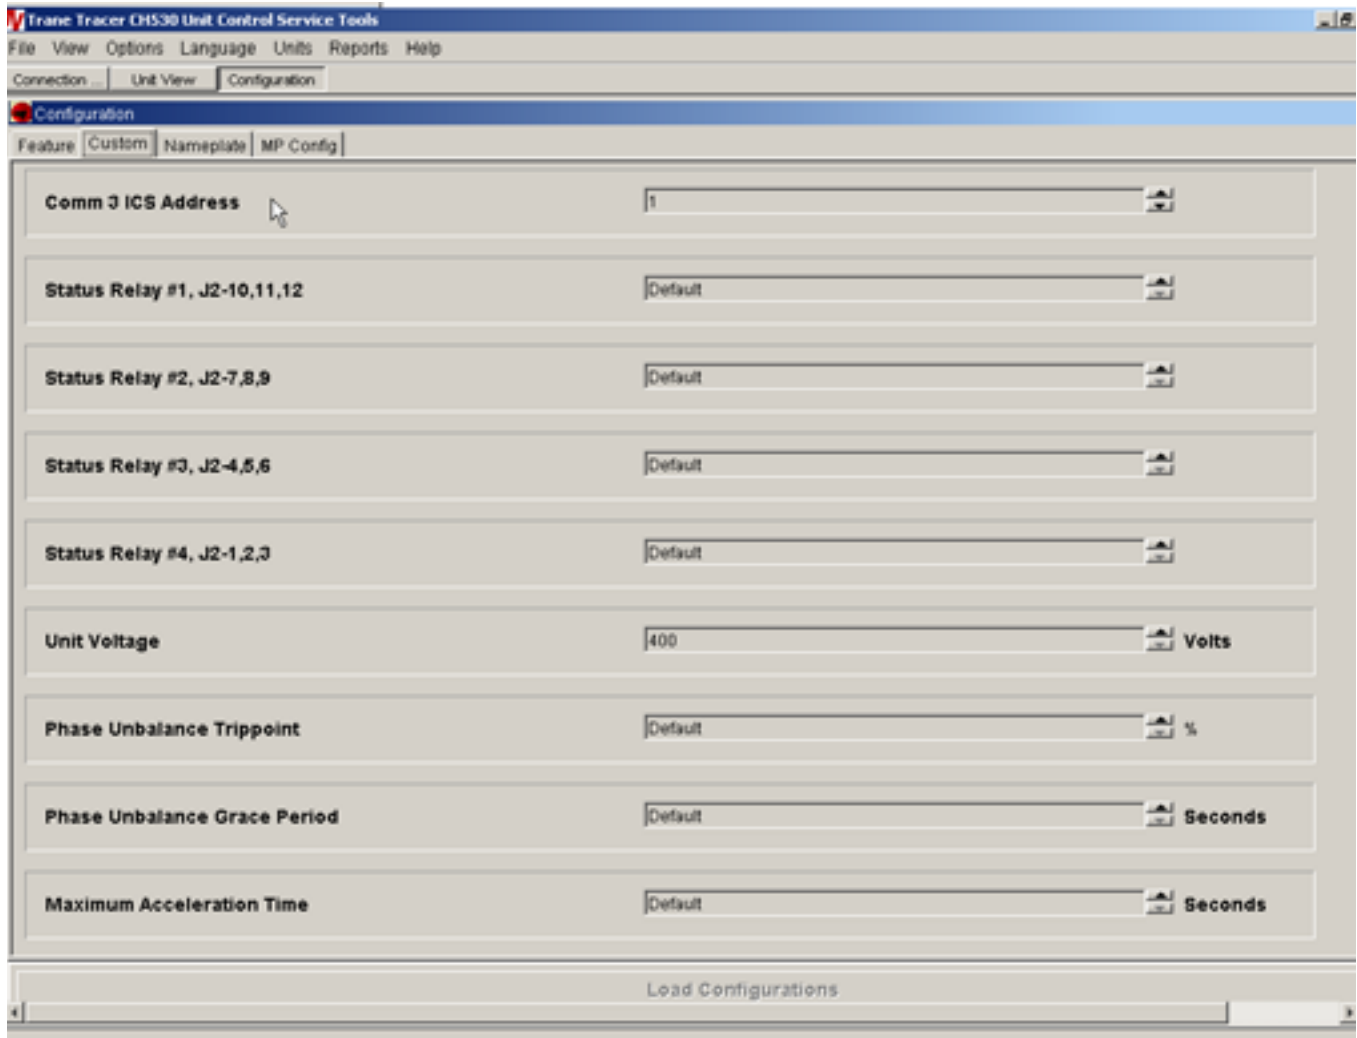 Trane Tracer CH530 Unit Control Service Tools
File View Options Language Units Reports Help
Connection ... Unit View Configuration
Configuration
Feature Custom Nameplate MP Config
Comm 3 ICS Address 1
Status Relay #1, J2-10,11,12 Default
Status Relay #2, J2-7,8,9 Default
Status Relay #3, J2-4,5,6 Default
Status Relay #4, J2-1,2,3 Default
Unit Voltage 400 Volts
Phase Unbalance Trippoint Default %
Phase Unbalance Grace Period Default Seconds
Maximum Acceleration Time Default Seconds
Load Configurations